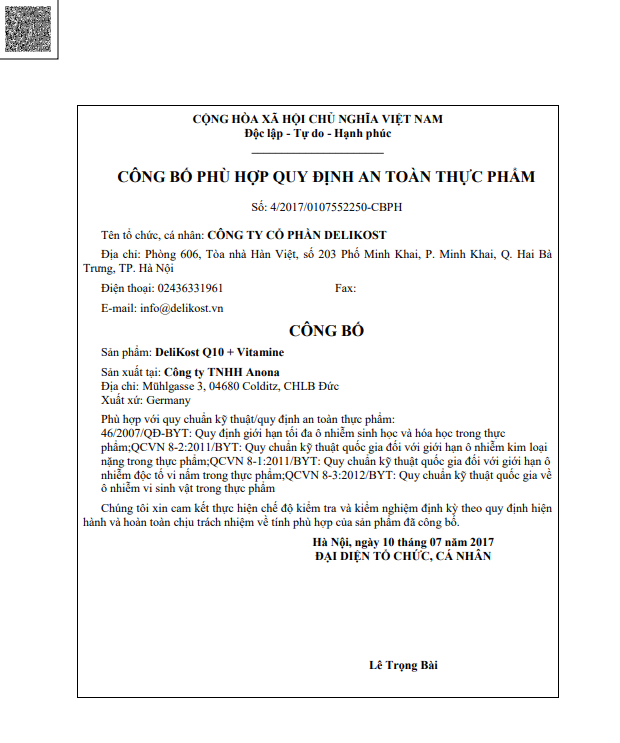 CỘNG HÒA XÃ HỘI CHỦ NGHĨA VIỆT NAM
Độc lập - Tự do - Hạnh phúc
CÔNG BỐ PHÙ HỢP QUY ĐỊNH AN TOÀN THỰC PHẨM
Số: 4/2017/0107552250-CBPH
Tên tổ chức, cá nhân: CÔNG TY CỔ PHẦN DELIKOST
Địa chỉ: Phòng 606, Tòa nhà Hàn Việt, số 203 Phố Minh Khai, P. Minh Khai, Q. Hai Bà
Trưng, TP. Hà Nội
Điện thoại: 02436331961 Fax:
E-mail: info@delikost.vn
CÔNG BỐ
Sản phẩm: DeliKost Q10 + Vitamine
Sản xuất tại: Công ty TNHH Anona
Địa chỉ: Mühlgasse 3, 04680 Colditz, CHLB Đức
Xuất xứ: Germany
Phù hợp với quy chuẩn kỹ thuật/quy định an toàn thực phẩm:
46/2007/QĐ-BYT: Quy định giới hạn tối đa ô nhiễm sinh học và hóa học trong thực
phẩm;QCVN 8-2:2011/BYT: Quy chuẩn kỹ thuật quốc gia đối với giới hạn ô nhiễm kim loại
nặng trong thực phẩm;QCVN 8-1:2011/BYT: Quy chuẩn kỹ thuật quốc gia đối với giới hạn ô
nhiễm độc tố vi nấm trong thực phẩm;QCVN 8-3:2012/BYT: Quy chuẩn kỹ thuật quốc gia về
ô nhiễm vi sinh vật trong thực phẩm
Chúng tôi xin cam kết thực hiện chế độ kiểm tra và kiểm nghiệm định kỳ theo quy định hiện
hành và hoàn toàn chịu trách nhiệm về tính phù hợp của sản phẩm đã công bố.
Hà Nội, ngày 10 tháng 07 năm 2017
ĐẠI DIỆN TỔ CHỨC, CÁ NHÂN
Lê Trọng Bài